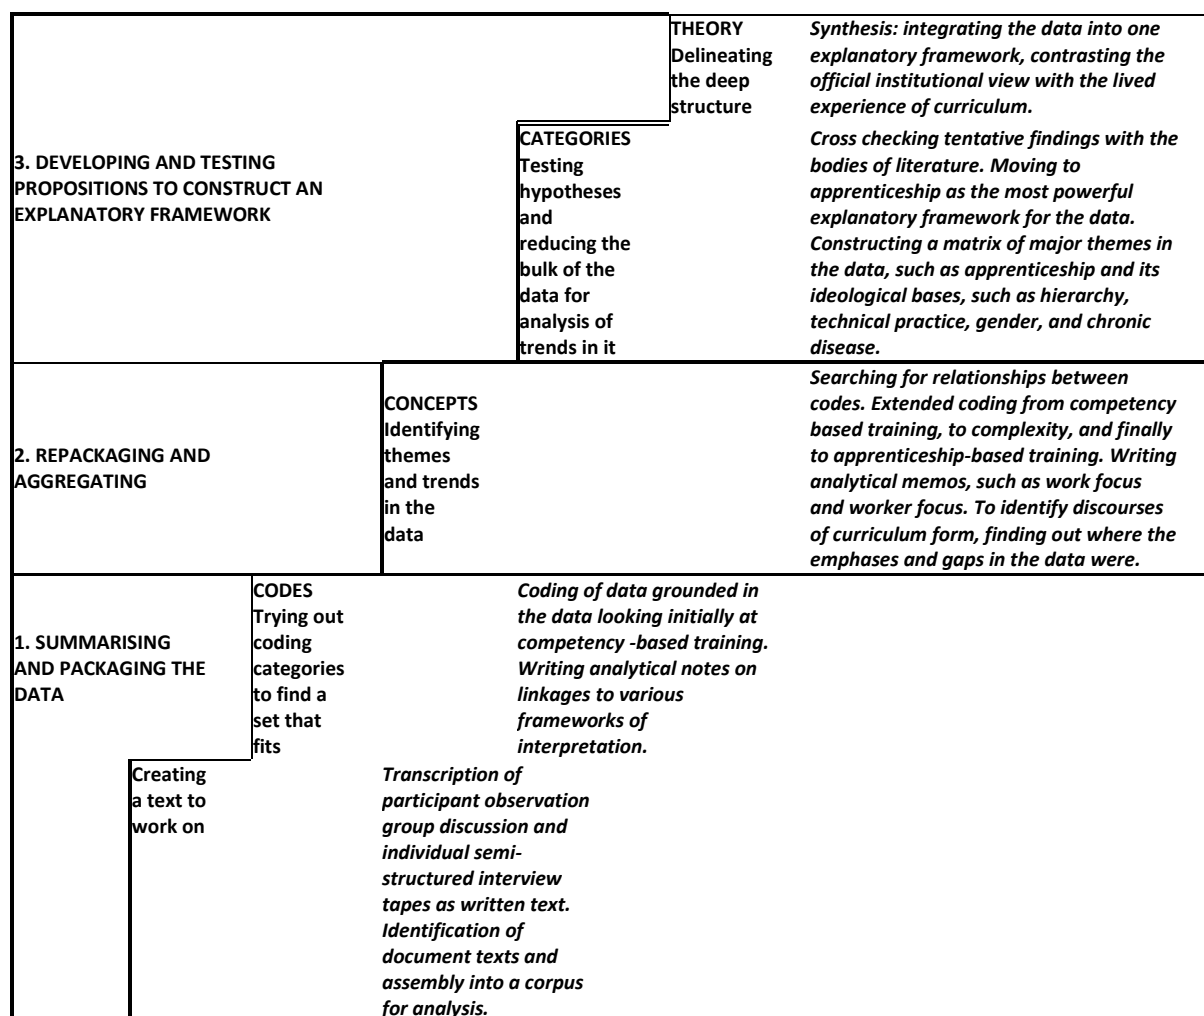 THEORY
Delineating
the deep
structure
Synthesis: integrating the data into one
explanatory framework, contrasting the
official institutional view with the lived
experience of curriculum.
3. DEVELOPING AND TESTING
PROPOSITIONS TO CONSTRUCT AN
EXPLANATORY FRAMEWORK
CATEGORIES
Testing
hypotheses
and
reducing the
bulk of the
data for
analysis of
trends in it
Cross checking tentative findings with the
bodies of literature. Moving to
apprenticeship as the most powerful
explanatory framework for the data.
Constructing a matrix of major themes in
the data, such as apprenticeship and its
ideological bases, such as hierarchy,
technical practice, gender, and chronic
disease.
2. REPACKAGING AND
AGGREGATING
CONCEPTS
Identifying
themes
and trends
in the
data
Searching for relationships between
codes. Extended coding from competency
based training, to complexity, and finally
to apprenticeship-based training. Writing
analytical memos, such as work focus
and worker focus. To identify discourses
of curriculum form, finding out where the
emphases and gaps in the data were.
1. SUMMARISING
AND PACKAGING THE
DATA
CODES
Trying out
coding
categories
to find a
set that
fits
Coding of data grounded in
the data looking initially at
competency -based training.
Writing analytical notes on
linkages to various
frameworks of
interpretation.
Creating
a text to
work on
Transcription of
participant observation
group discussion and
individual semi-
structured interview
tapes as written text.
Identification of
document texts and
assembly into a corpus
for analysis.